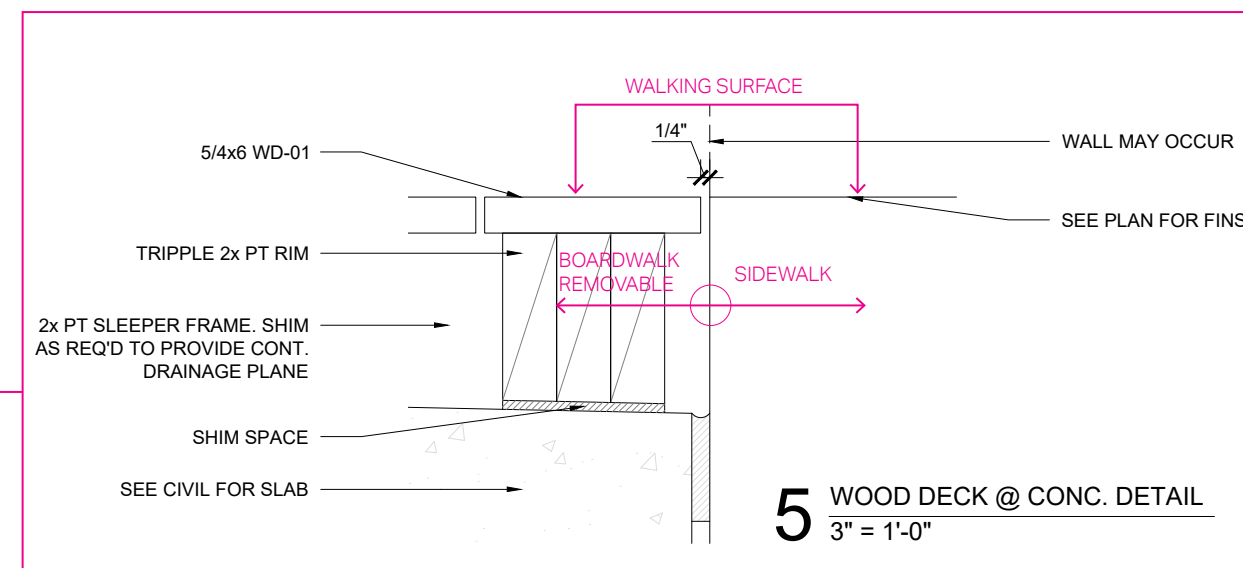 WALKING SURFACE
1/4"
WALL MAY OCCUR
5/4x6 WD-01
SEE PLAN FOR FINS
TRIPPLE 2x PT RIM
BOARDWALK
REMOVABLE
SIDEWALK
2x PT SLEEPER FRAME. SHIM
AS REQ'D TO PROVIDE CONT.
DRAINAGE PLANE
SHIM SPACE
SEE CIVIL FOR SLAB
5 WOOD DECK @ CONC. DETAIL
3" = 1'-0"